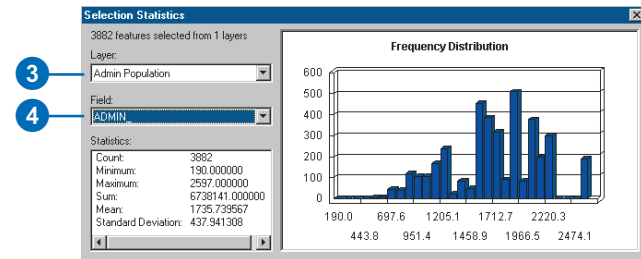 Selection Statistics
3882 features selected from 1 layers
Layer:
3
Admin Population
Field:
4
ADMIN_
Statistics:
Count: 3882
Minimum: 190.000000
Maximum: 2597.000000
Sum: 6738141.000000
Mean: 1735.739567
Standard Deviation: 437.941308
Frequency Distribution
600
500
400
300
200
100
0
190.0 697.6 1205.1 1712.7 2220.3
443.8 951.4 1458.9 1966.5 2474.1